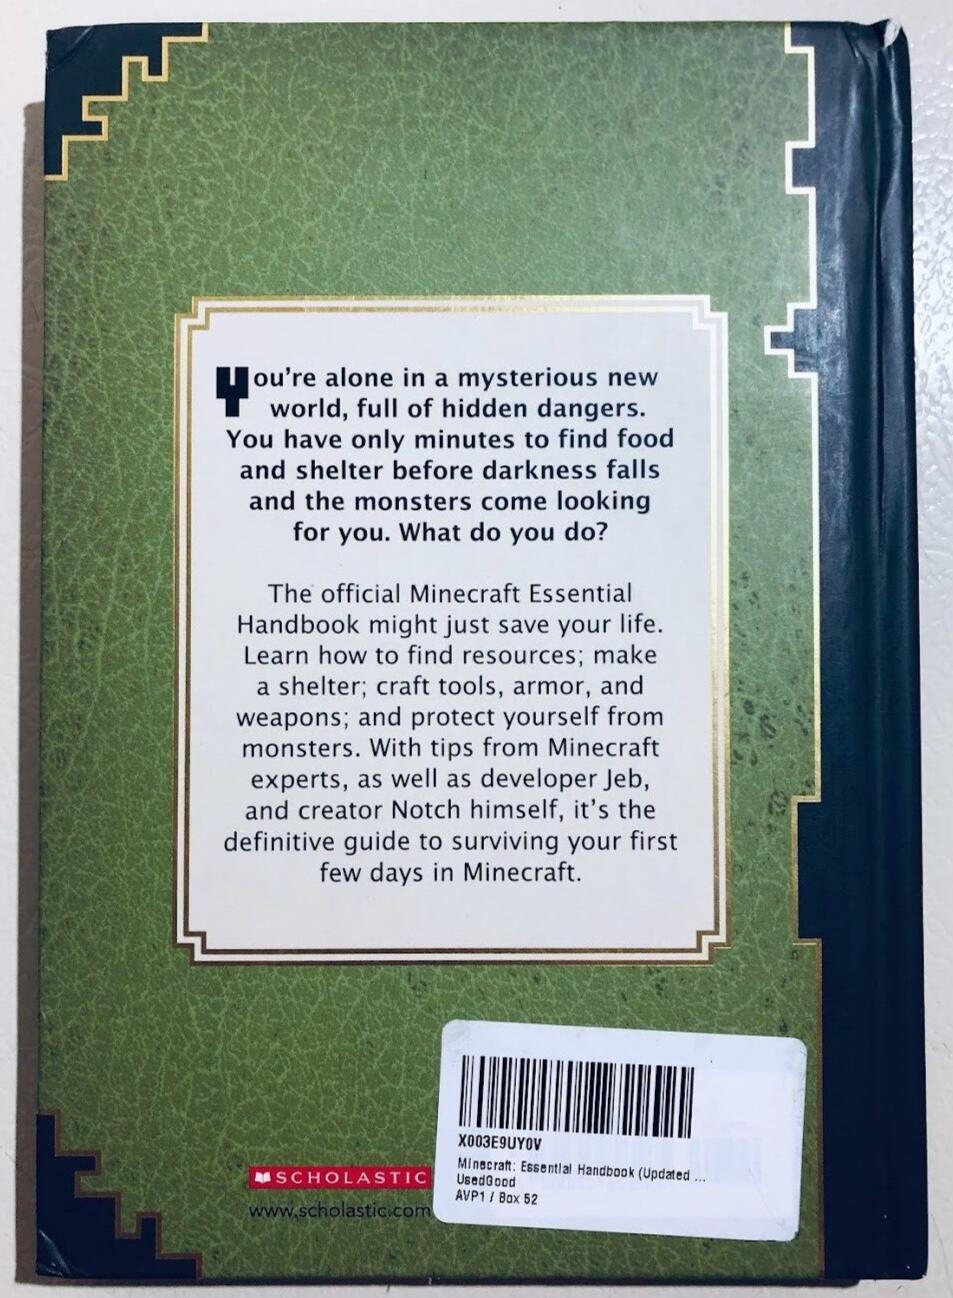 You're alone in a mysterious new
world, full of hidden dangers.
You have only minutes to find food
and shelter before darkness falls
and the monsters come looking
for you. What do you do?
The official Minecraft Essential
Handbook might just save your life.
Learn how to find resources; make
a shelter; craft tools, armor, and
weapons; and protect yourself from
monsters. With tips from Minecraft
experts, as well as developer Jeb,
and creator Notch himself, it's the
definitive guide to surviving your first
few days in Minecraft.
SCHOLASTIC
www.scholastic.com
X003E9UY0V
Minecraft: Essential Handbook (Updated ...
UsedGood
AVP1 / Box 52